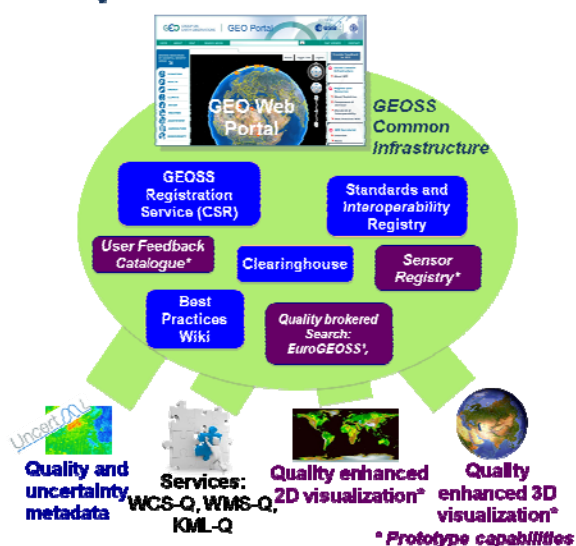 GEO Portal
GEO Web
Portal
GEOSS
Common
Infrastructure
GEOSS
Registration
Service (CSR)
Standards and
Interoperability
Registry
User Feedback
Catalogue*
Clearinghouse
Sensor
Registry*
Best
Practices
Wiki
Quality brokered
Search:
EuroGEOSS*,
UncertML
Quality and
uncertainty
metadata
Services:
WCS-Q, WMS-Q,
KML-Q
Quality enhanced
2D visualization*
Quality
enhanced 3D
visualization*
* Prototype capabilities